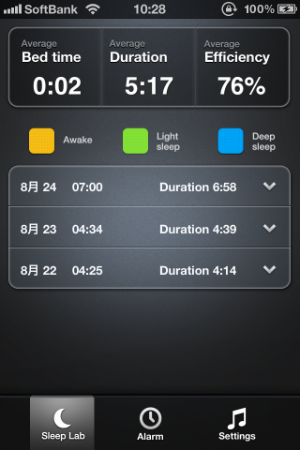 SoftBank 10:28 100%
Average Average Average
Bed time Duration Efficiency
0:02 5:17 76%
Awake Light sleep Deep sleep
8月 24 07:00 Duration 6:58
8月 23 04:34 Duration 4:39
8月 22 04:25 Duration 4:14
Sleep Lab Alarm Settings